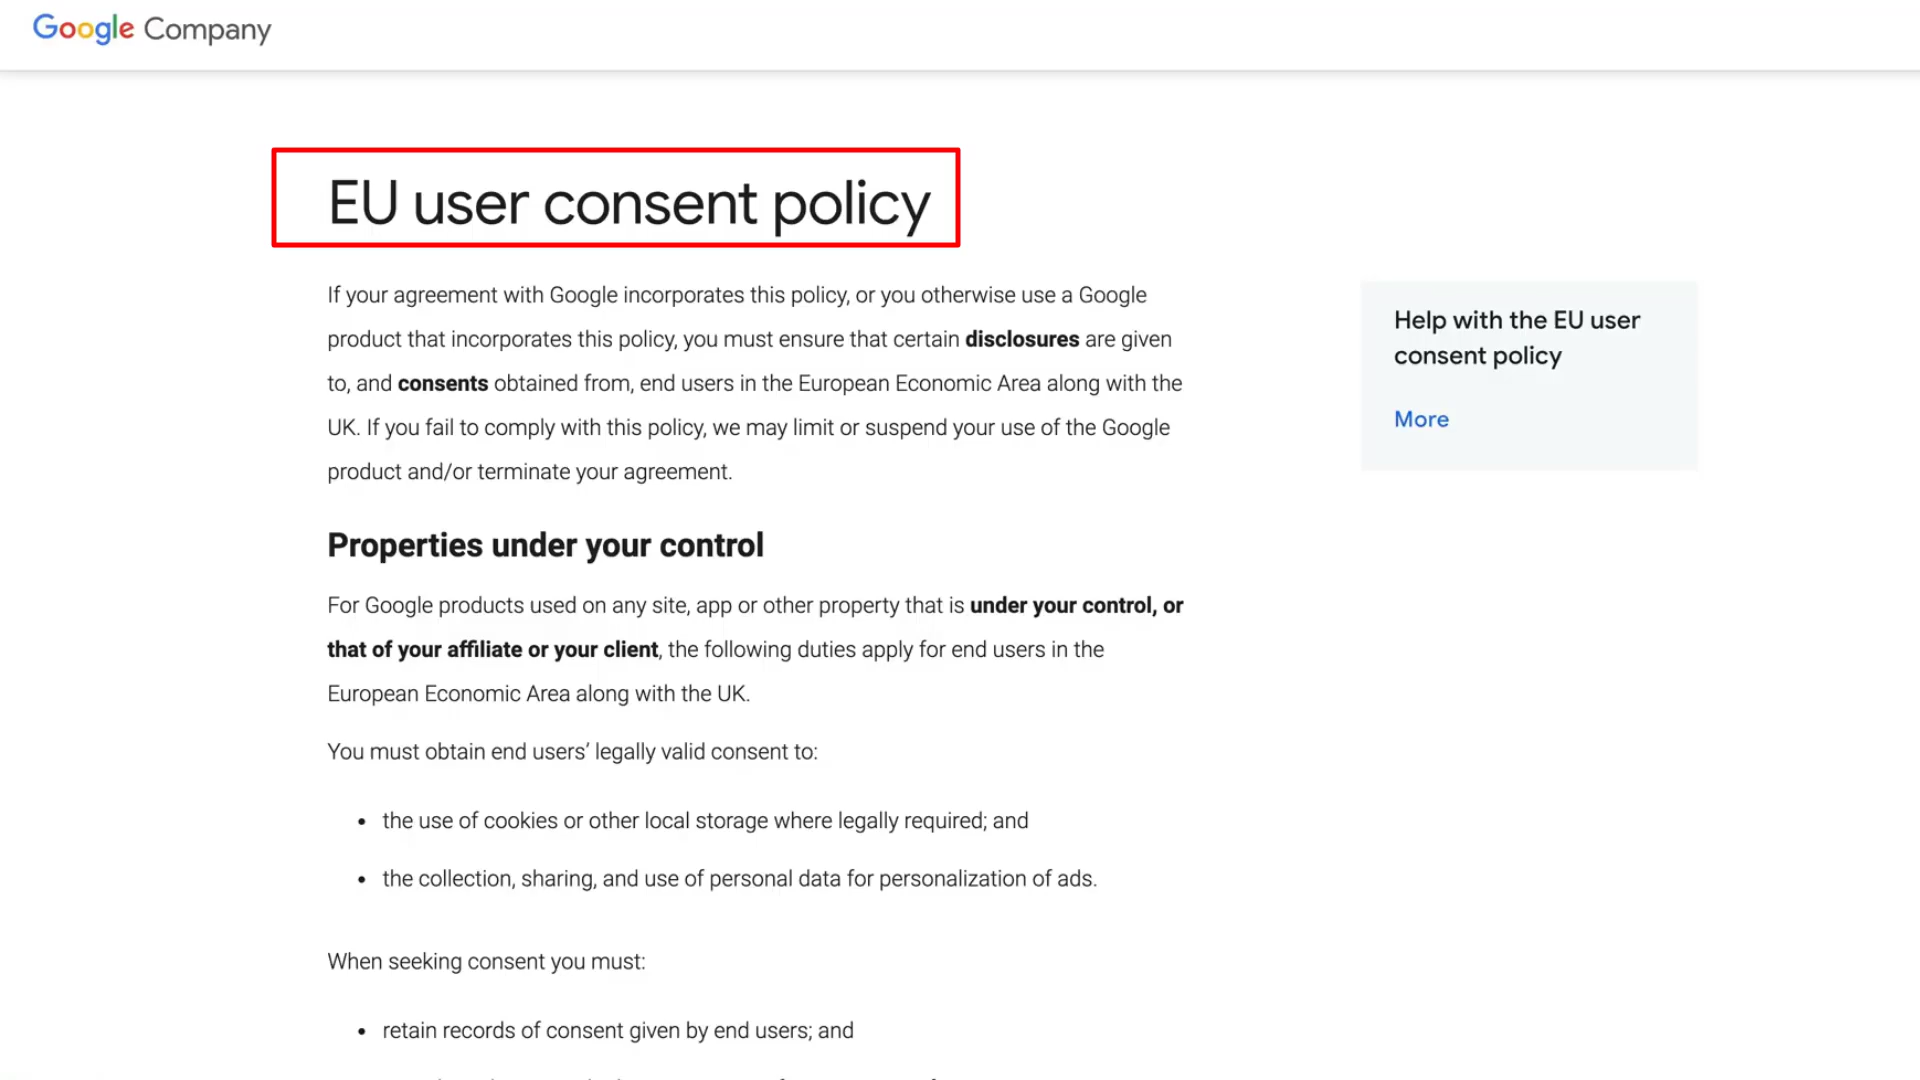 Google Company
EU user consent policy
If your agreement with Google incorporates this policy, or you otherwise use a Google
product that incorporates this policy, you must ensure that certain disclosures are given
to, and consents obtained from, end users in the European Economic Area along with the
UK. If you fail to comply with this policy, we may limit or suspend your use of the Google
product and/or terminate your agreement.
Help with the EU user
consent policy
More
Properties under your control
For Google products used on any site, app or other property that is under your control, or
that of your affiliate or your client, the following duties apply for end users in the
European Economic Area along with the UK.
You must obtain end users’ legally valid consent to:
• the use of cookies or other local storage where legally required; and
• the collection, sharing, and use of personal data for personalization of ads.
When seeking consent you must:
• retain records of consent given by end users; and